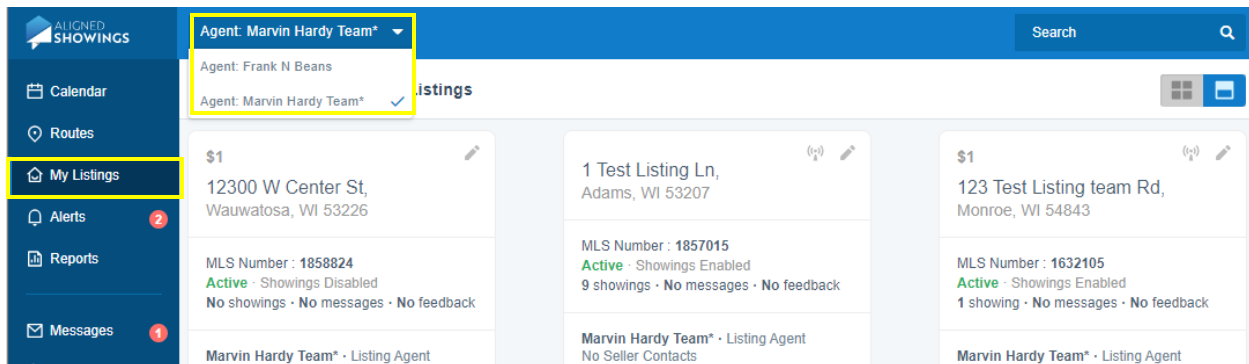 ALIGNED
SHOWINGS
Agent: Marvin Hardy Team*
Search
Agent: Frank N Beans
Agent: Marvin Hardy Team*
Listings
Calendar
Routes
My Listings
Alerts
2
Reports
Messages
1
$1
12300 W Center St,
Wauwatosa, WI 53226
MLS Number : 1858824
Active · Showings Disabled
No showings · No messages · No feedback
Marvin Hardy Team* · Listing Agent
1 Test Listing Ln,
Adams, WI 53207
MLS Number : 1857015
Active · Showings Enabled
9 showings · No messages · No feedback
Marvin Hardy Team* · Listing Agent
No Seller Contacts
$1
123 Test Listing team Rd,
Monroe, WI 54843
MLS Number : 1632105
Active · Showings Enabled
1 showing · No messages · No feedback
Marvin Hardy Team* · Listing Agent